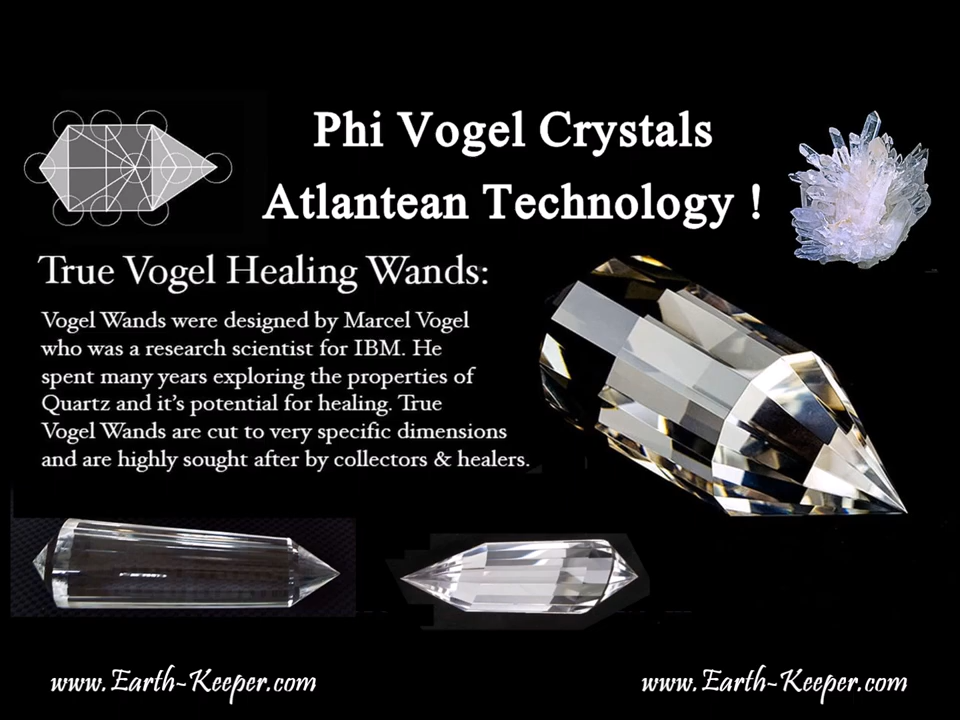 Phi Vogel Crystals
Atlantean Technology !
True Vogel Healing Wands:
Vogel Wands were designed by Marcel Vogel
who was a research scientist for IBM. He
spent many years exploring the properties of
Quartz and it's potential for healing. True
Vogel Wands are cut to very specific dimensions
and are highly sought after by collectors & healers.
www.Earth-Keeper.com
www.Earth-Keeper.com